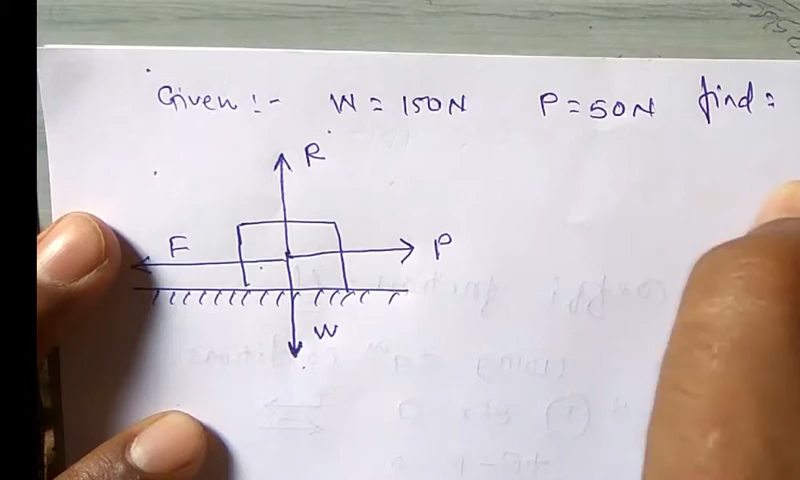 Given :- W = 150N P = 50N find :
R
F P
W